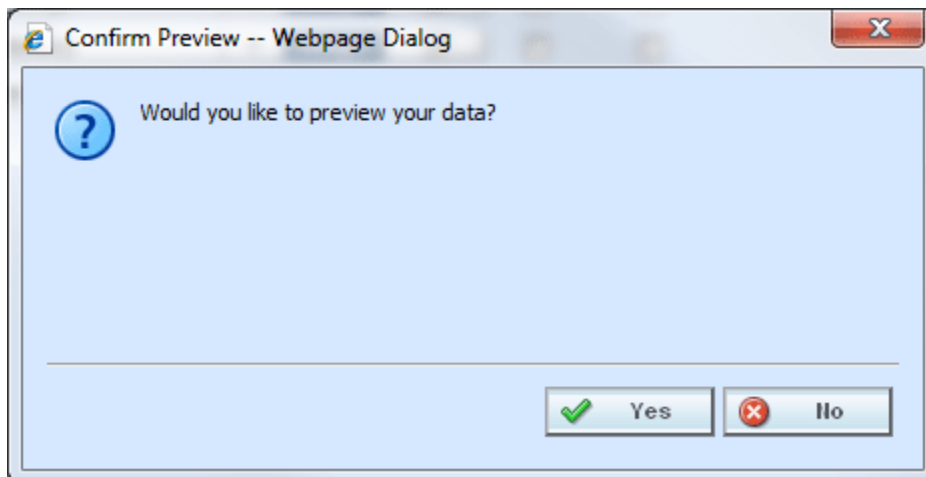 Confirm Preview -- Webpage Dialog
Would you like to preview your data?
Yes
No